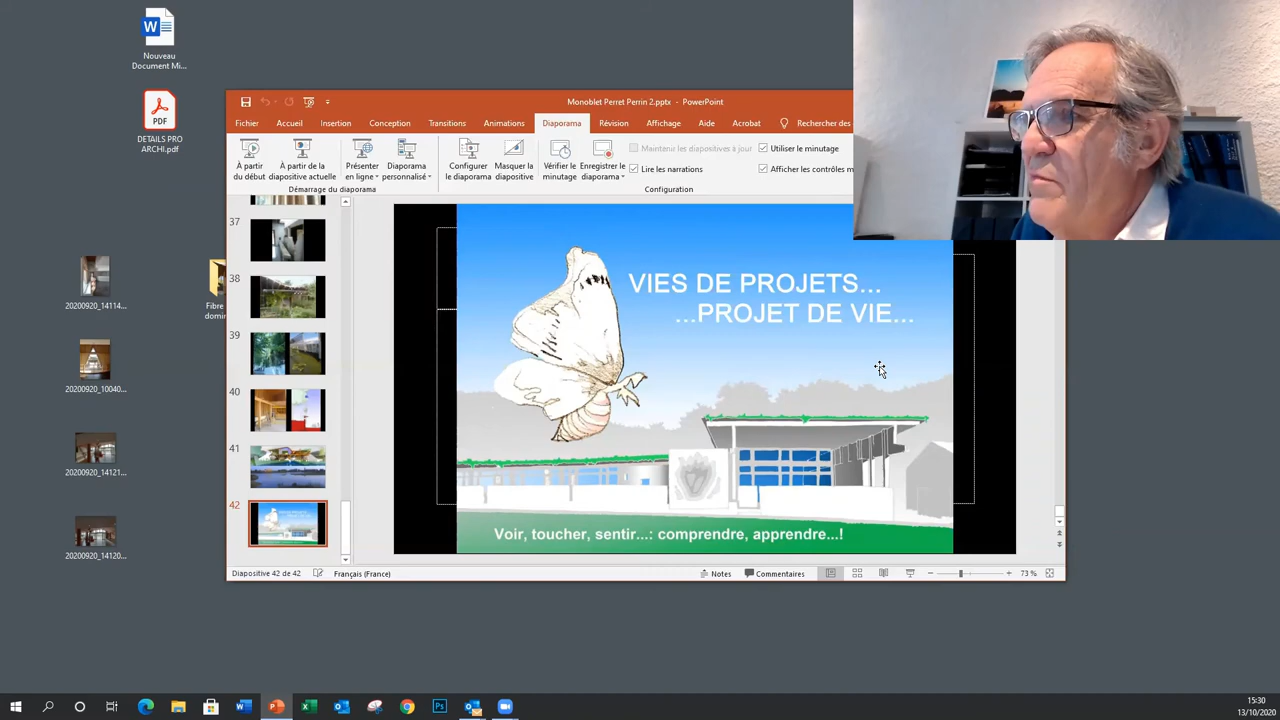 Nouveau
Document Mi...
PDF
DETAILS PRO
ARCHI.pdf
20200920_14114...
Fibre
domin
20200920_10040...
20200920_14121...
20200920_14120...
Monoblet Perret Perrin 2.pptx - PowerPoint
Fichier Accueil Insertion Conception Transitions Animations Diaporama Révision Affichage Aide Acrobat Rechercher des
À partir
du début
À partir de la
diapositive actuelle
Présenter
en ligne
Diaporama
personnalisé
Configurer
le diaporama
Masquer la
diapositive
Vérifier le
minutage
Enregistrer le
diaporama
Maintenir les diapositives à jour
Lire les narrations
Utiliser le minutage
Afficher les contrôles m
Démarrage du diaporama
Configuration
37
38
39
40
41
42
VIES DE PROJETS...
...PROJET DE VIE...
Voir, toucher, sentir...: comprendre, apprendre...!
Diapositive 42 de 42 Français (France) Notes Commentaires 73 %
15:30
13/10/2020